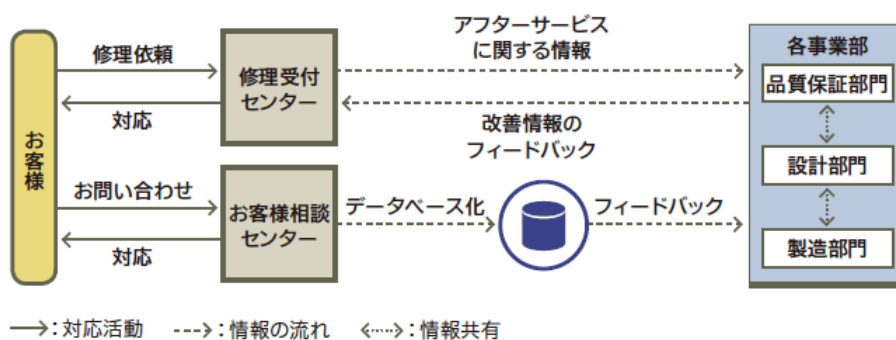 お客様
修理依頼
対応
修理受付
センター
アフターサービス
に関する情報
改善情報の
フィードバック
お問い合わせ
対応
お客様相談
センター
データベース化
フィードバック
各事業部
品質保証部門
設計部門
製造部門
：対応活動
：情報の流れ
：情報共有